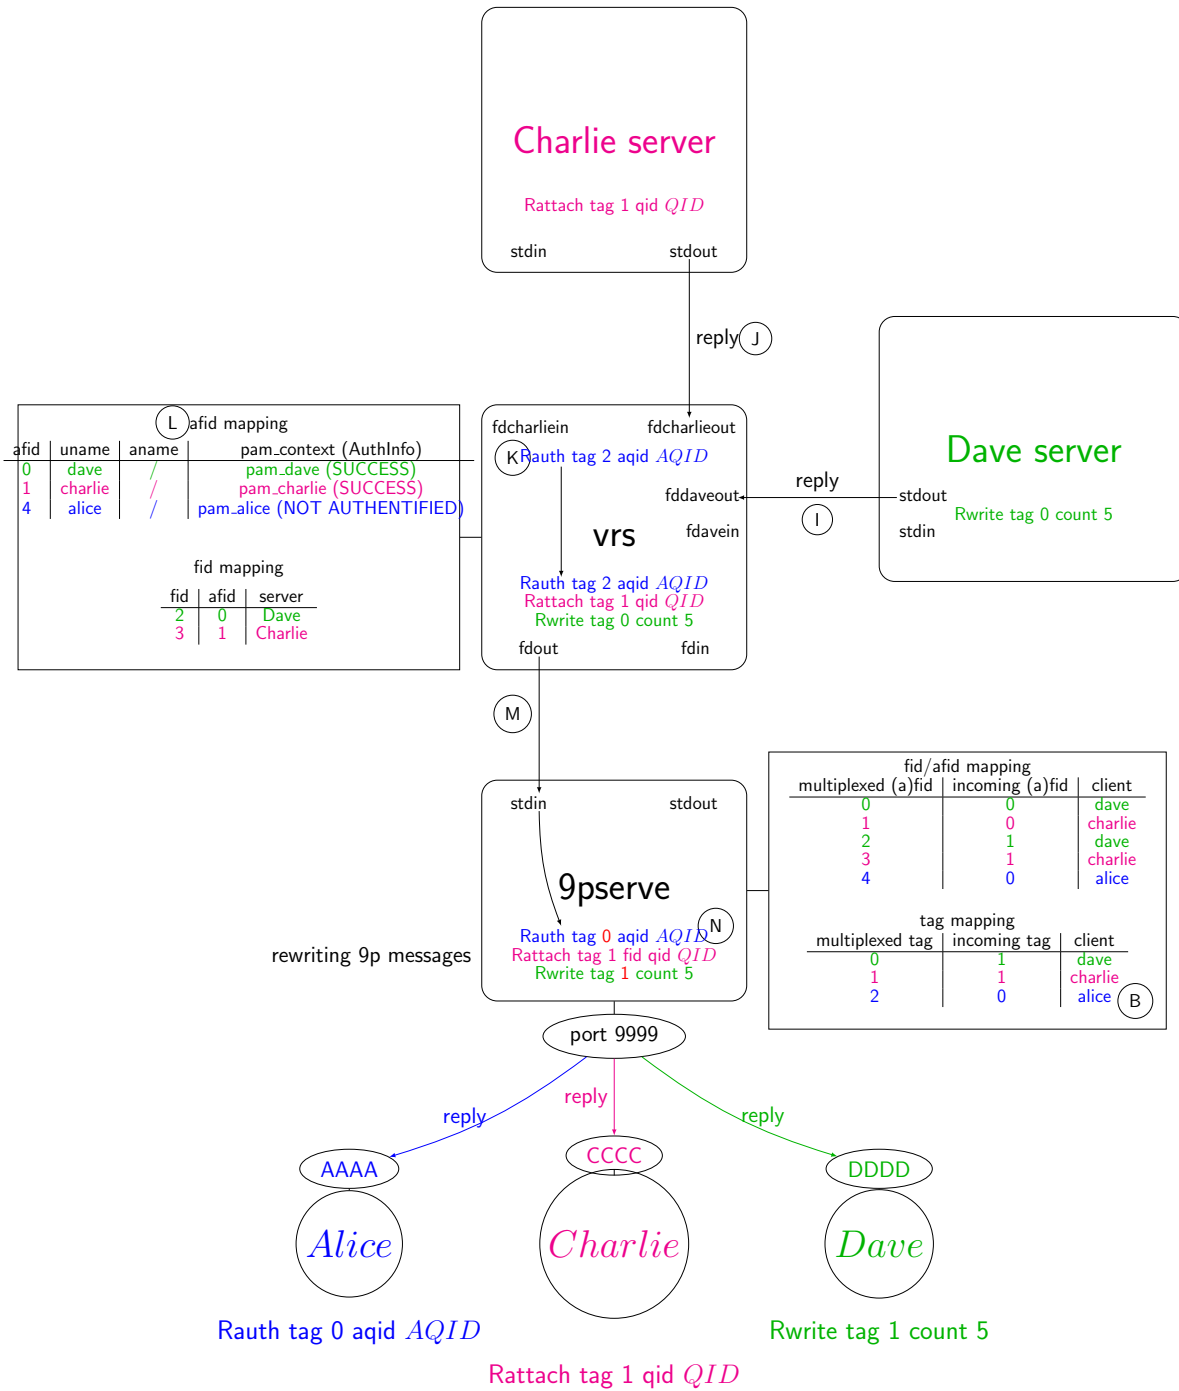 Charlie server
Rattach tag 1 qid QID
stdin stdout
reply J
Dave server
stdout
Rwrite tag 0 count 5
stdin
reply
I
L afid mapping
afid uname aname pam_context (AuthInfo)
0 dave / pam_dave (SUCCESS)
1 charlie / pam_charlie (SUCCESS)
4 alice / pam_alice (NOT AUTHENTIFIED)
fid mapping
fid afid server
2 0 Dave
3 1 Charlie
fdcharliein fdcharlieout
K Rauth tag 2 aqid AQID
fddaveout
fdavein
vrs
Rauth tag 2 aqid AQID
Rattach tag 1 qid QID
Rwrite tag 0 count 5
fdout fdin
M
stdin stdout
9pserve
N
Rauth tag 0 aqid AQID
Rattach tag 1 fid qid QID
Rwrite tag 1 count 5
rewriting 9p messages
fid/afid mapping
multiplexed (a)fid incoming (a)fid client
0 0 dave
1 0 charlie
2 1 dave
3 1 charlie
4 0 alice
tag mapping
multiplexed tag incoming tag client
0 1 dave
1 1 charlie
2 0 alice
B
port 9999
reply reply reply
AAAA CCCC DDDD
Alice Charlie Dave
Rauth tag 0 aqid AQID Rwrite tag 1 count 5
Rattach tag 1 qid QID